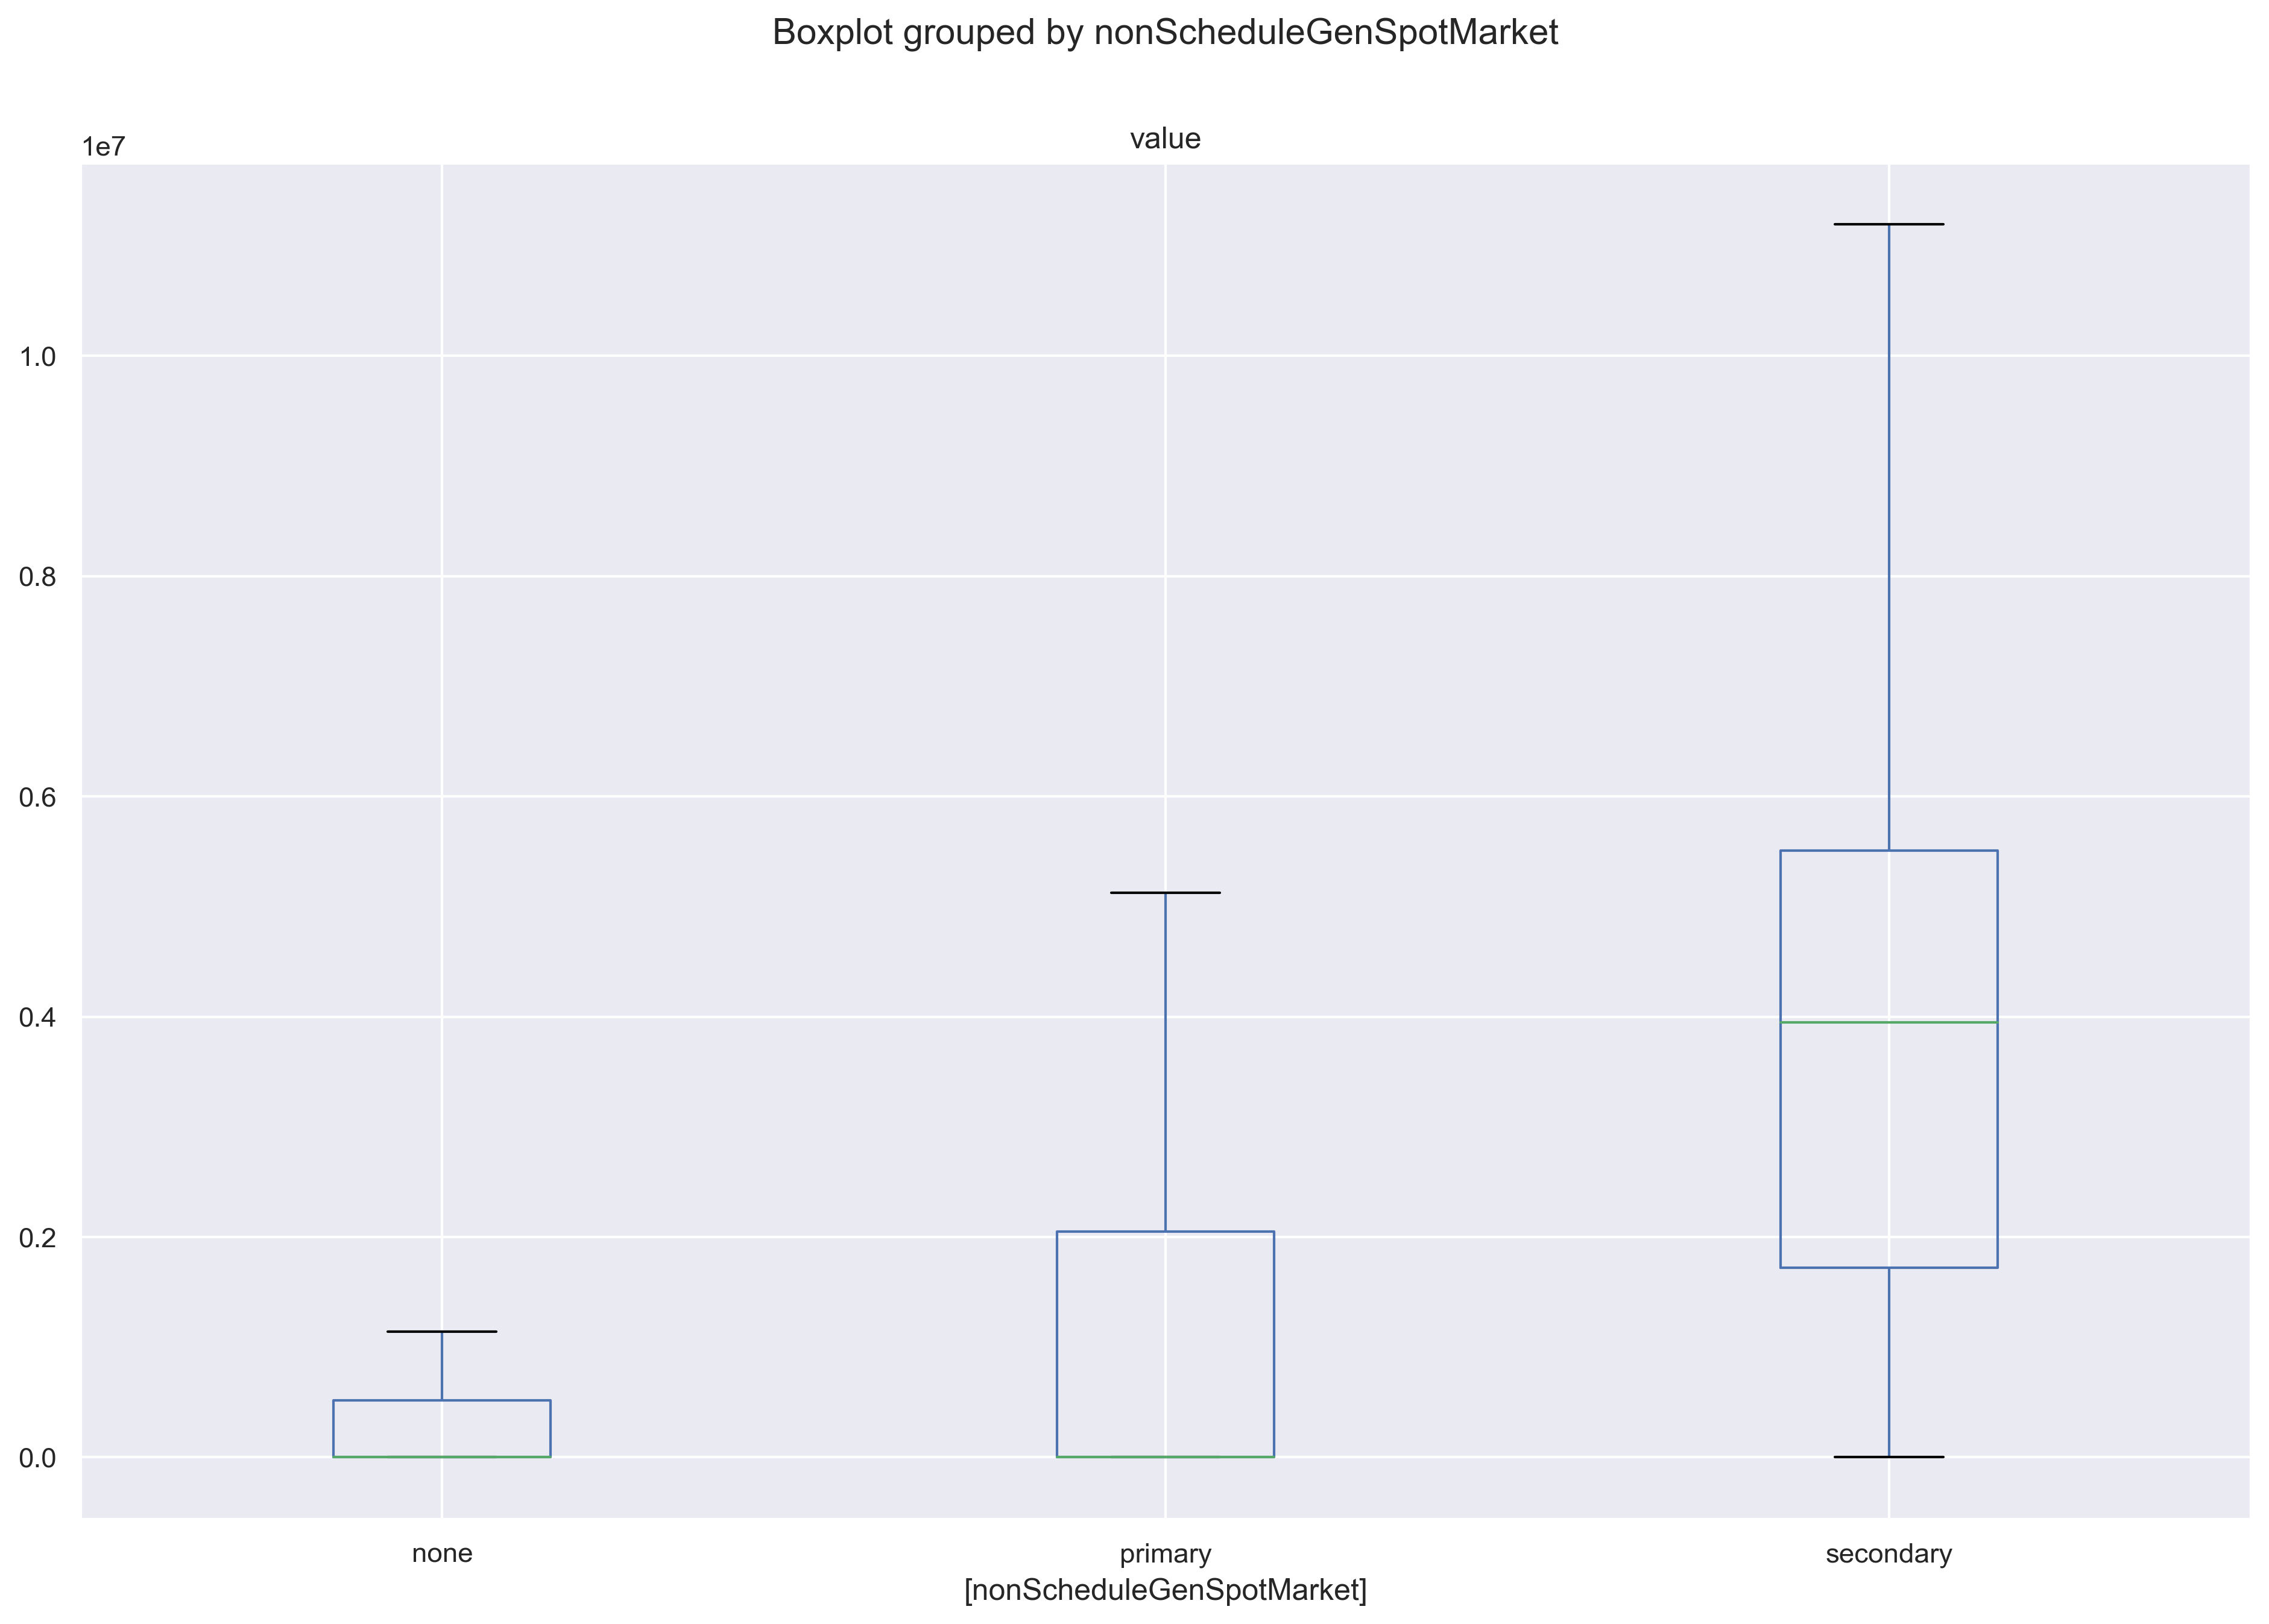 Boxplot grouped by nonScheduleGenSpotMarket
value
1e7
1.0
0.8
0.6
0.4
0.2
0.0
none primary secondary
[nonScheduleGenSpotMarket]